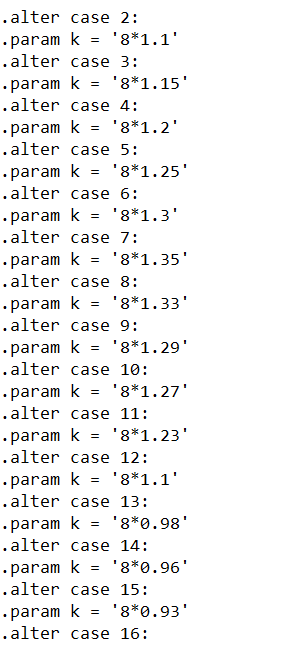 .alter case 2:
.param k = '8*1.1'
.alter case 3:
.param k = '8*1.15'
.alter case 4:
.param k = '8*1.2'
.alter case 5:
.param k = '8*1.25'
.alter case 6:
.param k = '8*1.3'
.alter case 7:
.param k = '8*1.35'
.alter case 8:
.param k = '8*1.33'
.alter case 9:
.param k = '8*1.29'
.alter case 10:
.param k = '8*1.27'
.alter case 11:
.param k = '8*1.23'
.alter case 12:
.param k = '8*1.1'
.alter case 13:
.param k = '8*0.98'
.alter case 14:
.param k = '8*0.96'
.alter case 15:
.param k = '8*0.93'
.alter case 16: